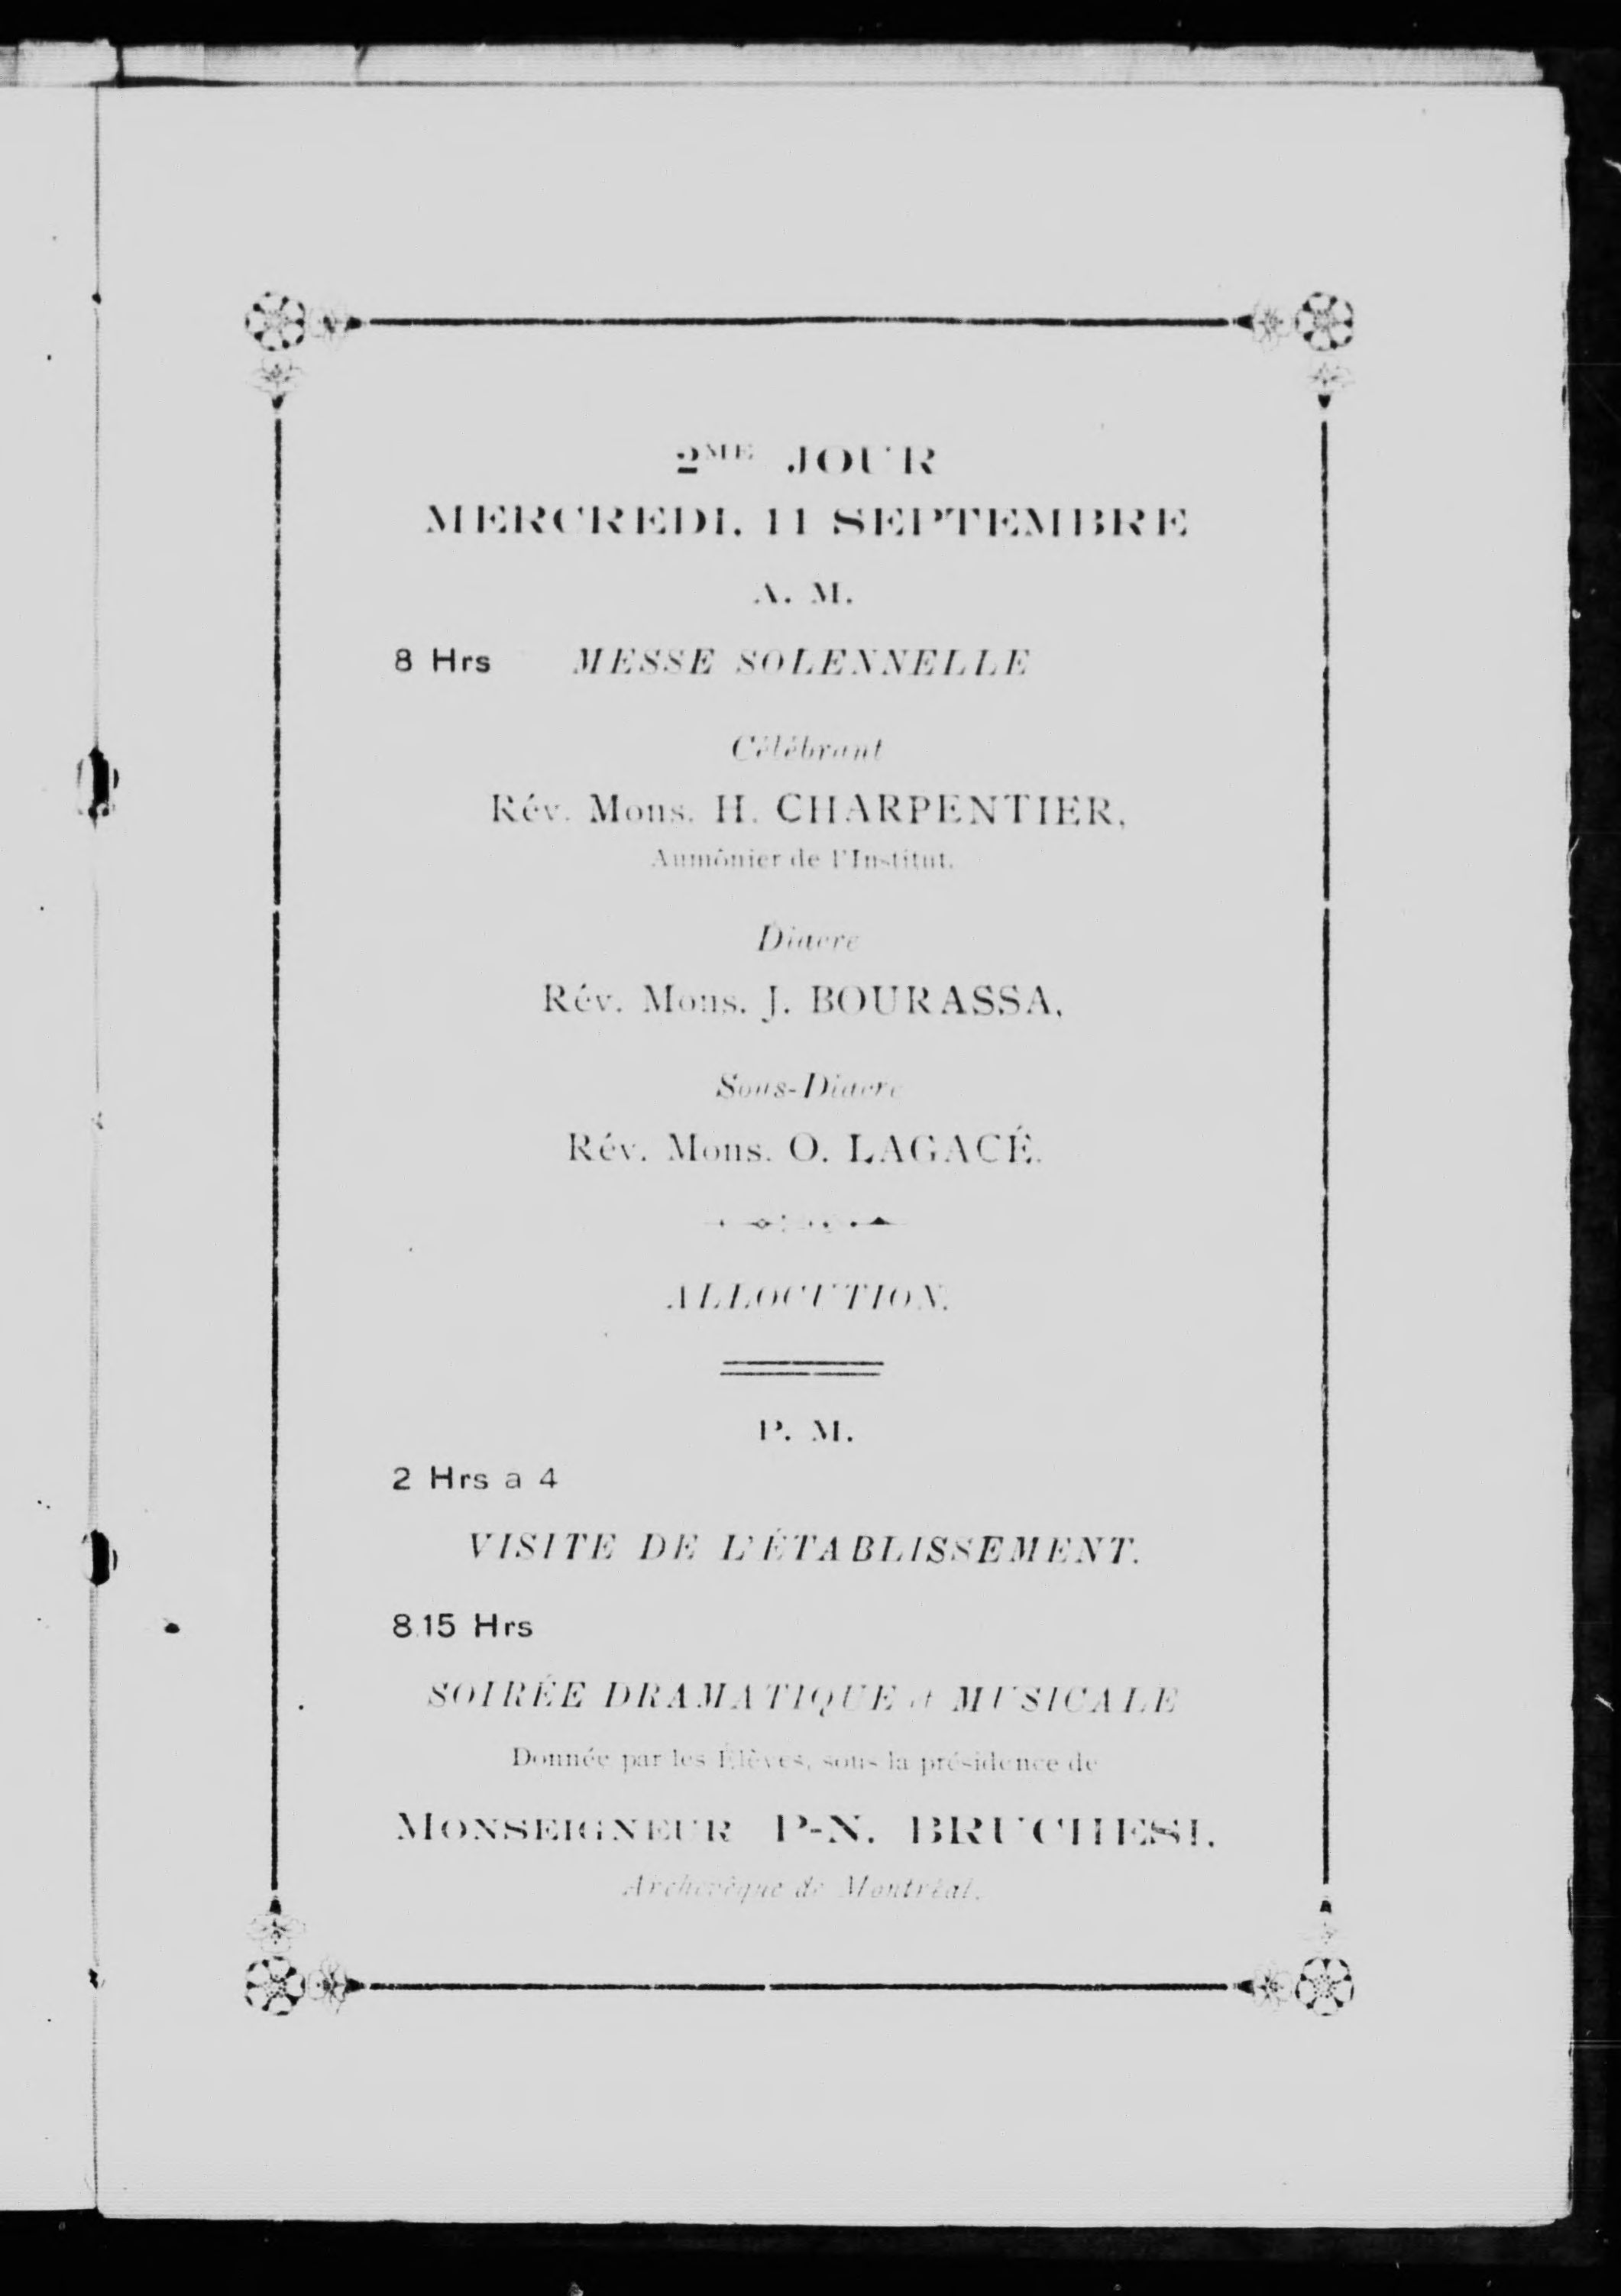 2ME JOUR
MERCREDI, 11 SEPTEMBRE
A. M.
8 Hrs MESSE SOLENNELLE
Célébrant
Rév. Mons. H. CHARPENTIER,
Aumônier de l'Institut.
Diacre
Rév. Mons. J. BOURASSA,
Sous-Diacre
Rév. Mons. O. LAGACÉ.
ALLOCUTION.
P. M.
2 Hrs a 4
VISITE DE L'ÉTABLISSEMENT.
8.15 Hrs
SOIRÉE DRAMATIQUE et MUSICALE
Donnée par les Élèves, sous la présidence de
MONSEIGNEUR P-N. BRUCHESI,
Archevêque de Montréal.